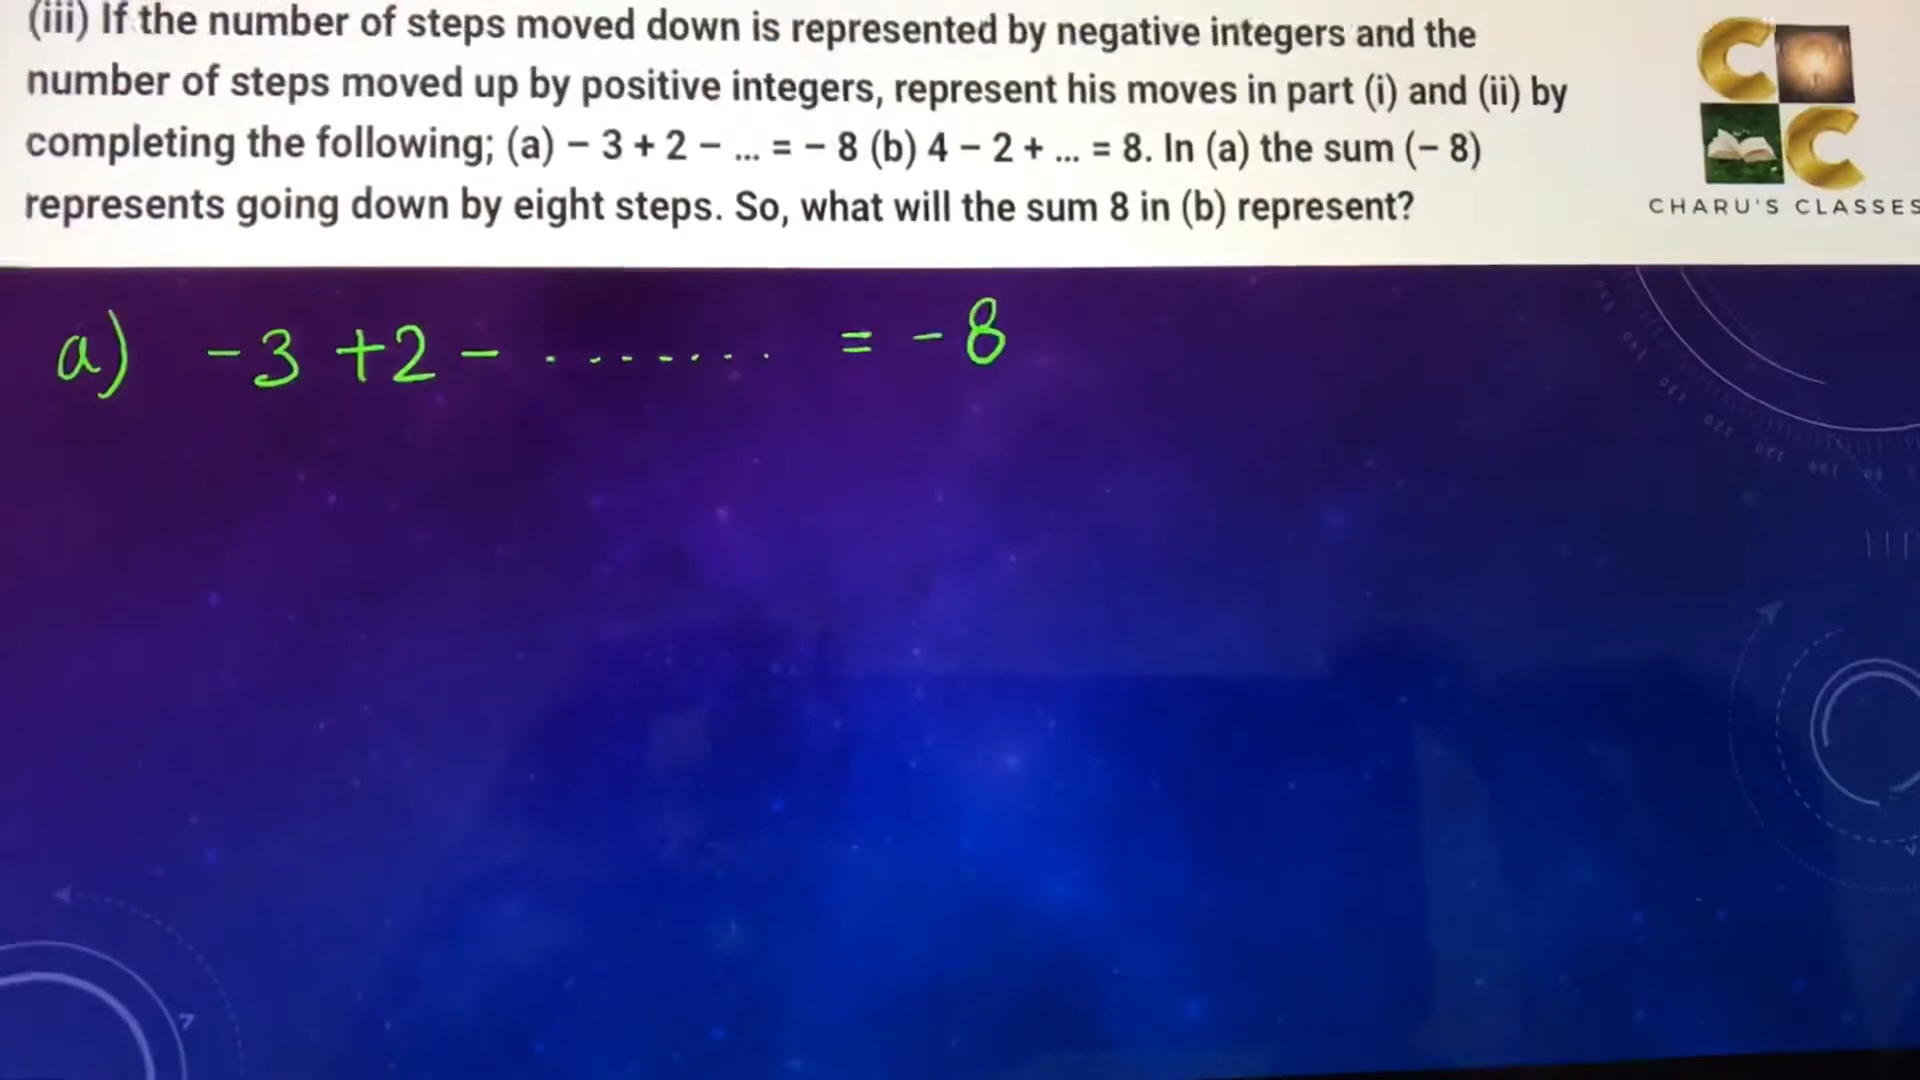 (iii) If the number of steps moved down is represented by negative integers and the
number of steps moved up by positive integers, represent his moves in part (i) and (ii) by
completing the following; (a) – 3 + 2 – ... = – 8 (b) 4 – 2 + ... = 8. In (a) the sum (– 8)
represents going down by eight steps. So, what will the sum 8 in (b) represent?
CHARU'S CLASSES
a) -3 +2 - ........ = -8